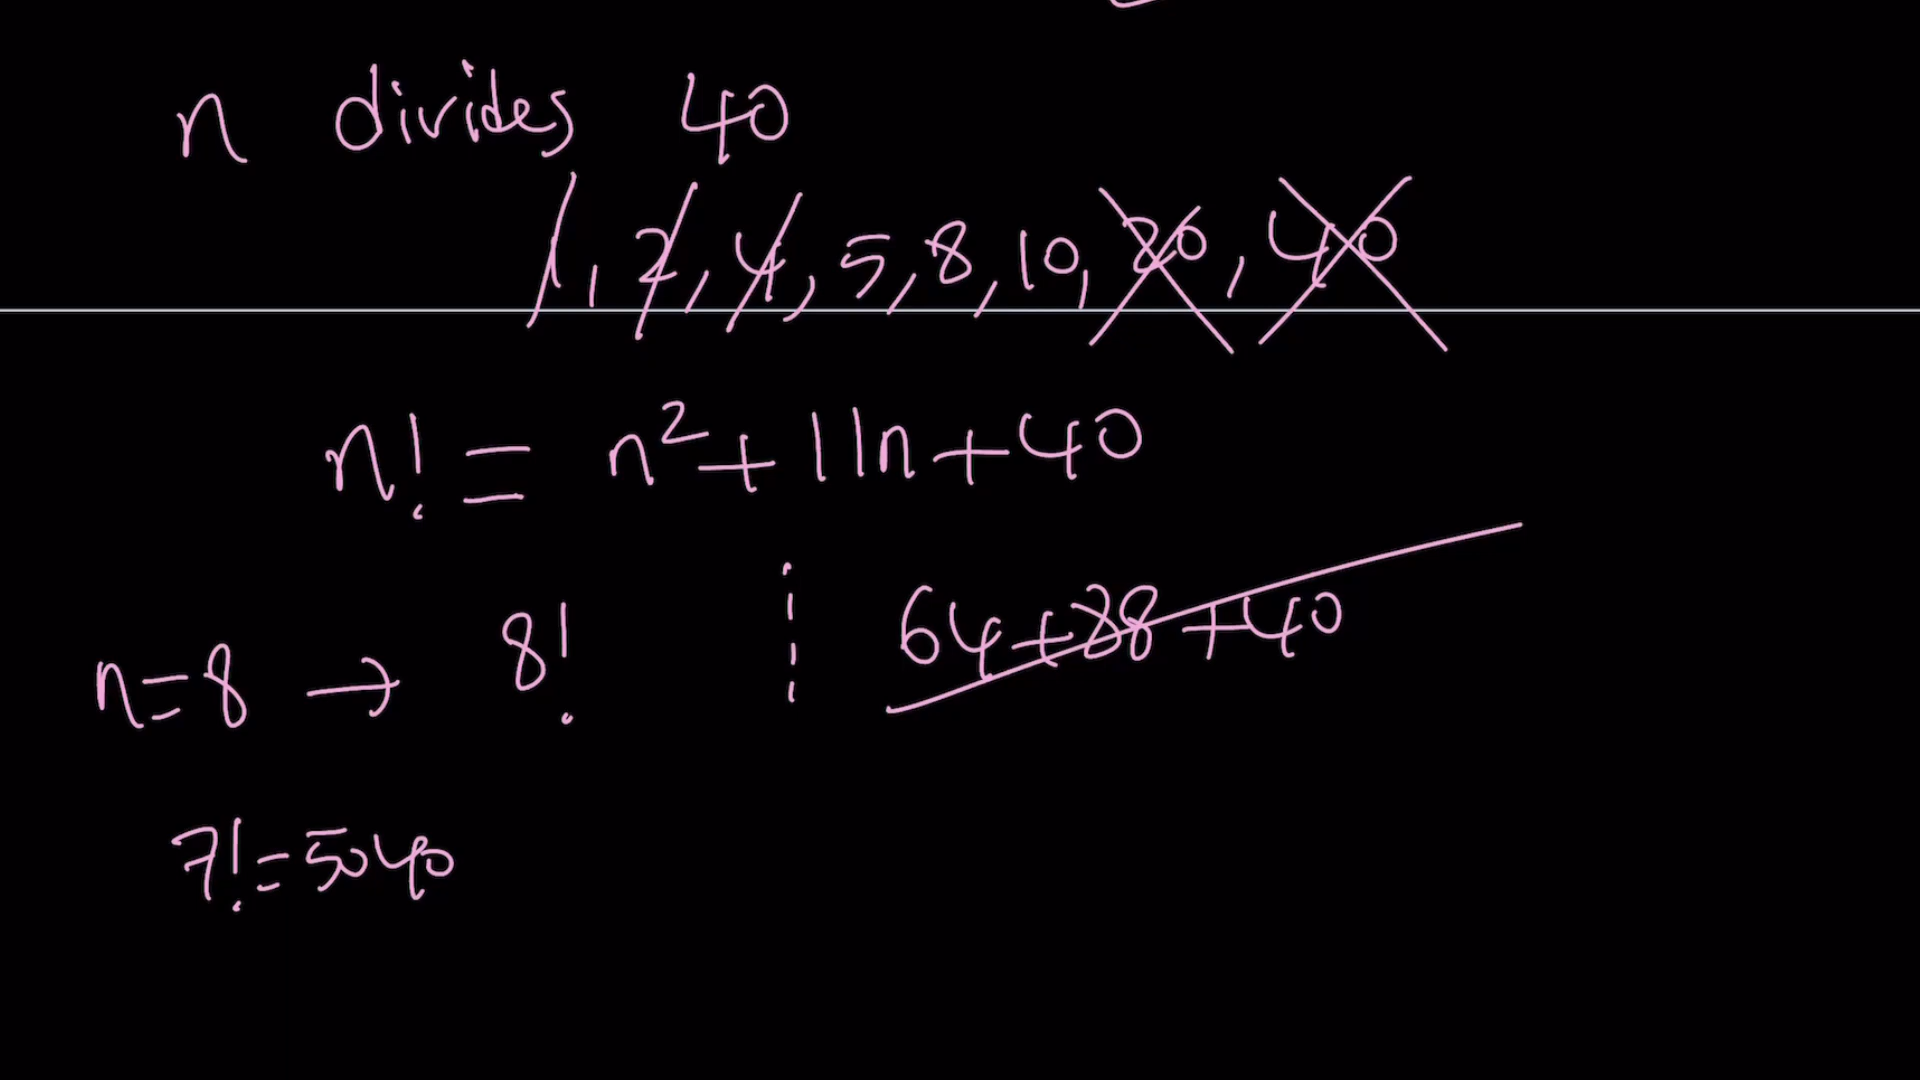 n divides 40
1, 2, 4, 5, 8, 10, 20, 40
n! = n² + 11n + 40
n=8 → 8! ¦ 64+88+40
7! = 5040